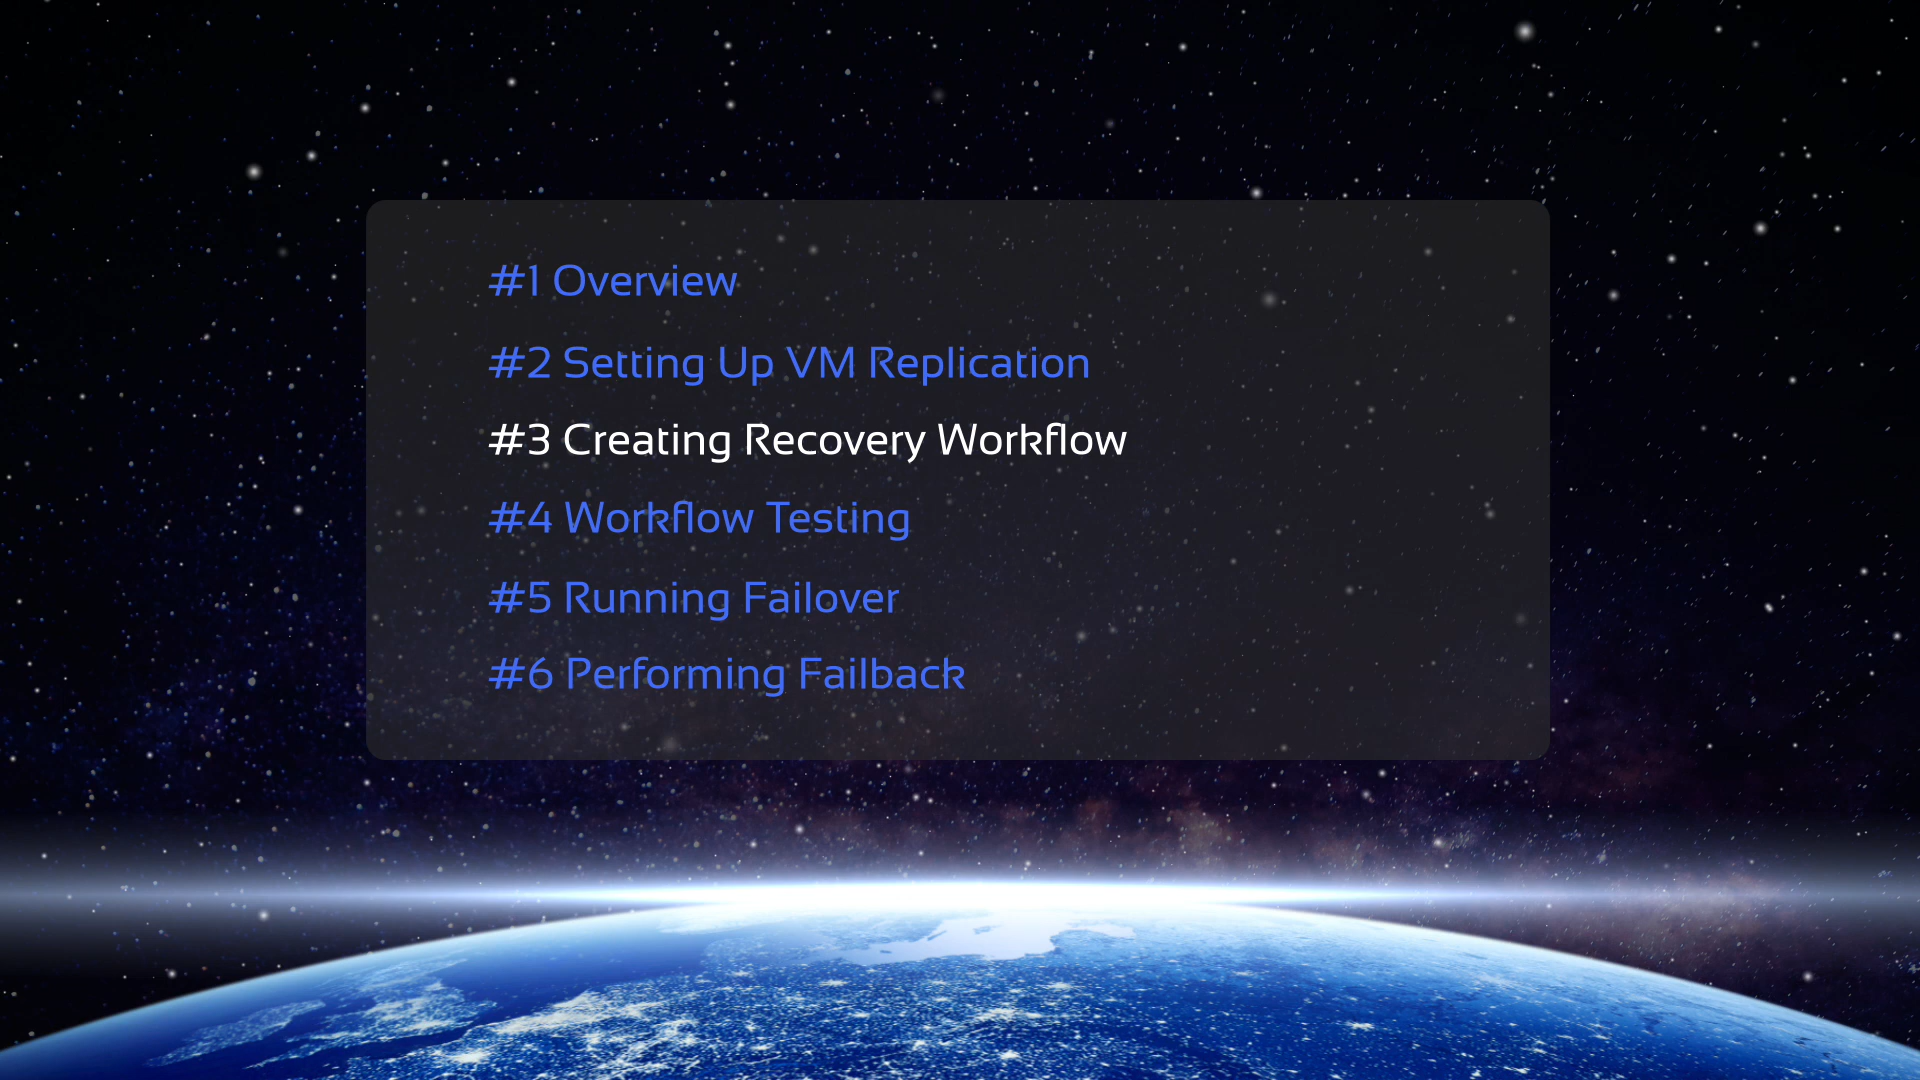 #1 Overview
#2 Setting Up VM Replication
#3 Creating Recovery Workflow
#4 Workflow Testing
#5 Running Failover
#6 Performing Failback